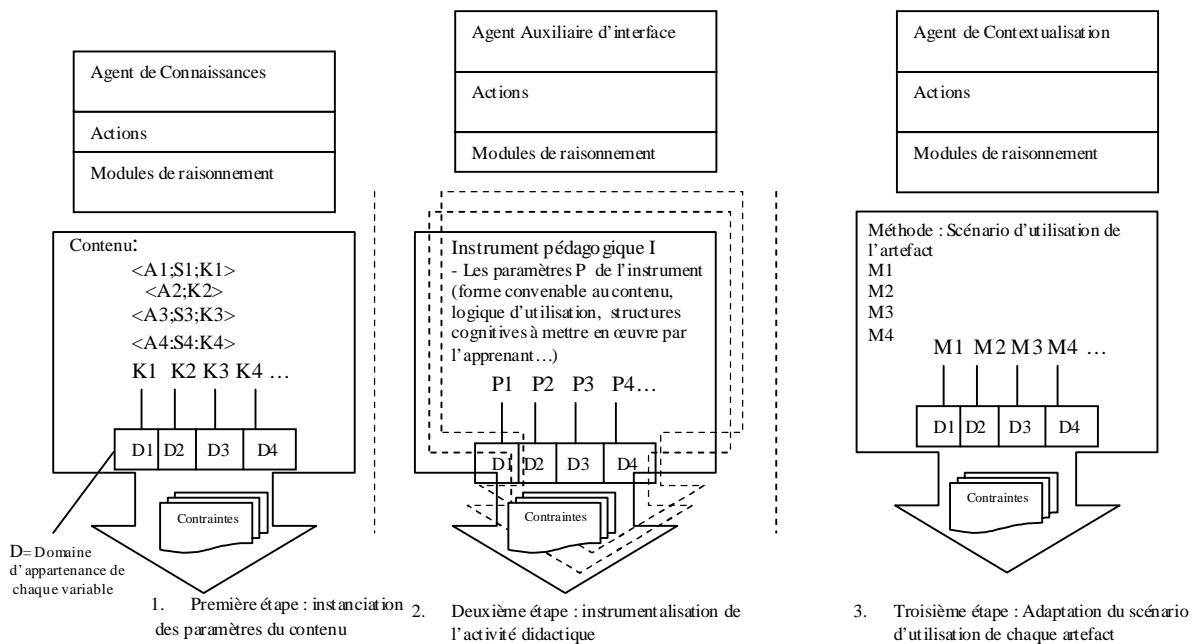 Agent de Connaissances
Actions
Modules de raisonnement
Contenu:
<A1;S1;K1>
<A2;K2>
<A3;S3;K3>
<A4:S4:K4>
K1 K2 K3 K4 …
D1 D2 D3 D4
Contraintes
D= Domaine
d’appartenance de
chaque variable
1. Première étape : instanciation
des paramètres du contenu
Agent Auxiliaire d’interface
Actions
Modules de raisonnement
Instrument pédagogique I
- Les paramètres P de l’instrument
(forme convenable au contenu,
logique d’utilisation, structures
cognitives à mettre en œuvre par
l’apprenant…)
P1 P2 P3 P4…
D1 D2 D3 D4
Contraintes
2. Deuxième étape : instrumentalisation de
l’activité didactique
Agent de Contextualisation
Actions
Modules de raisonnement
Méthode : Scénario d’utilisation de
l’artefact
M1
M2
M3
M4
M1 M2 M3 M4 …
D1 D2 D3 D4
Contraintes
3. Troisième étape : Adaptation du scénario
d’utilisation de chaque artefact